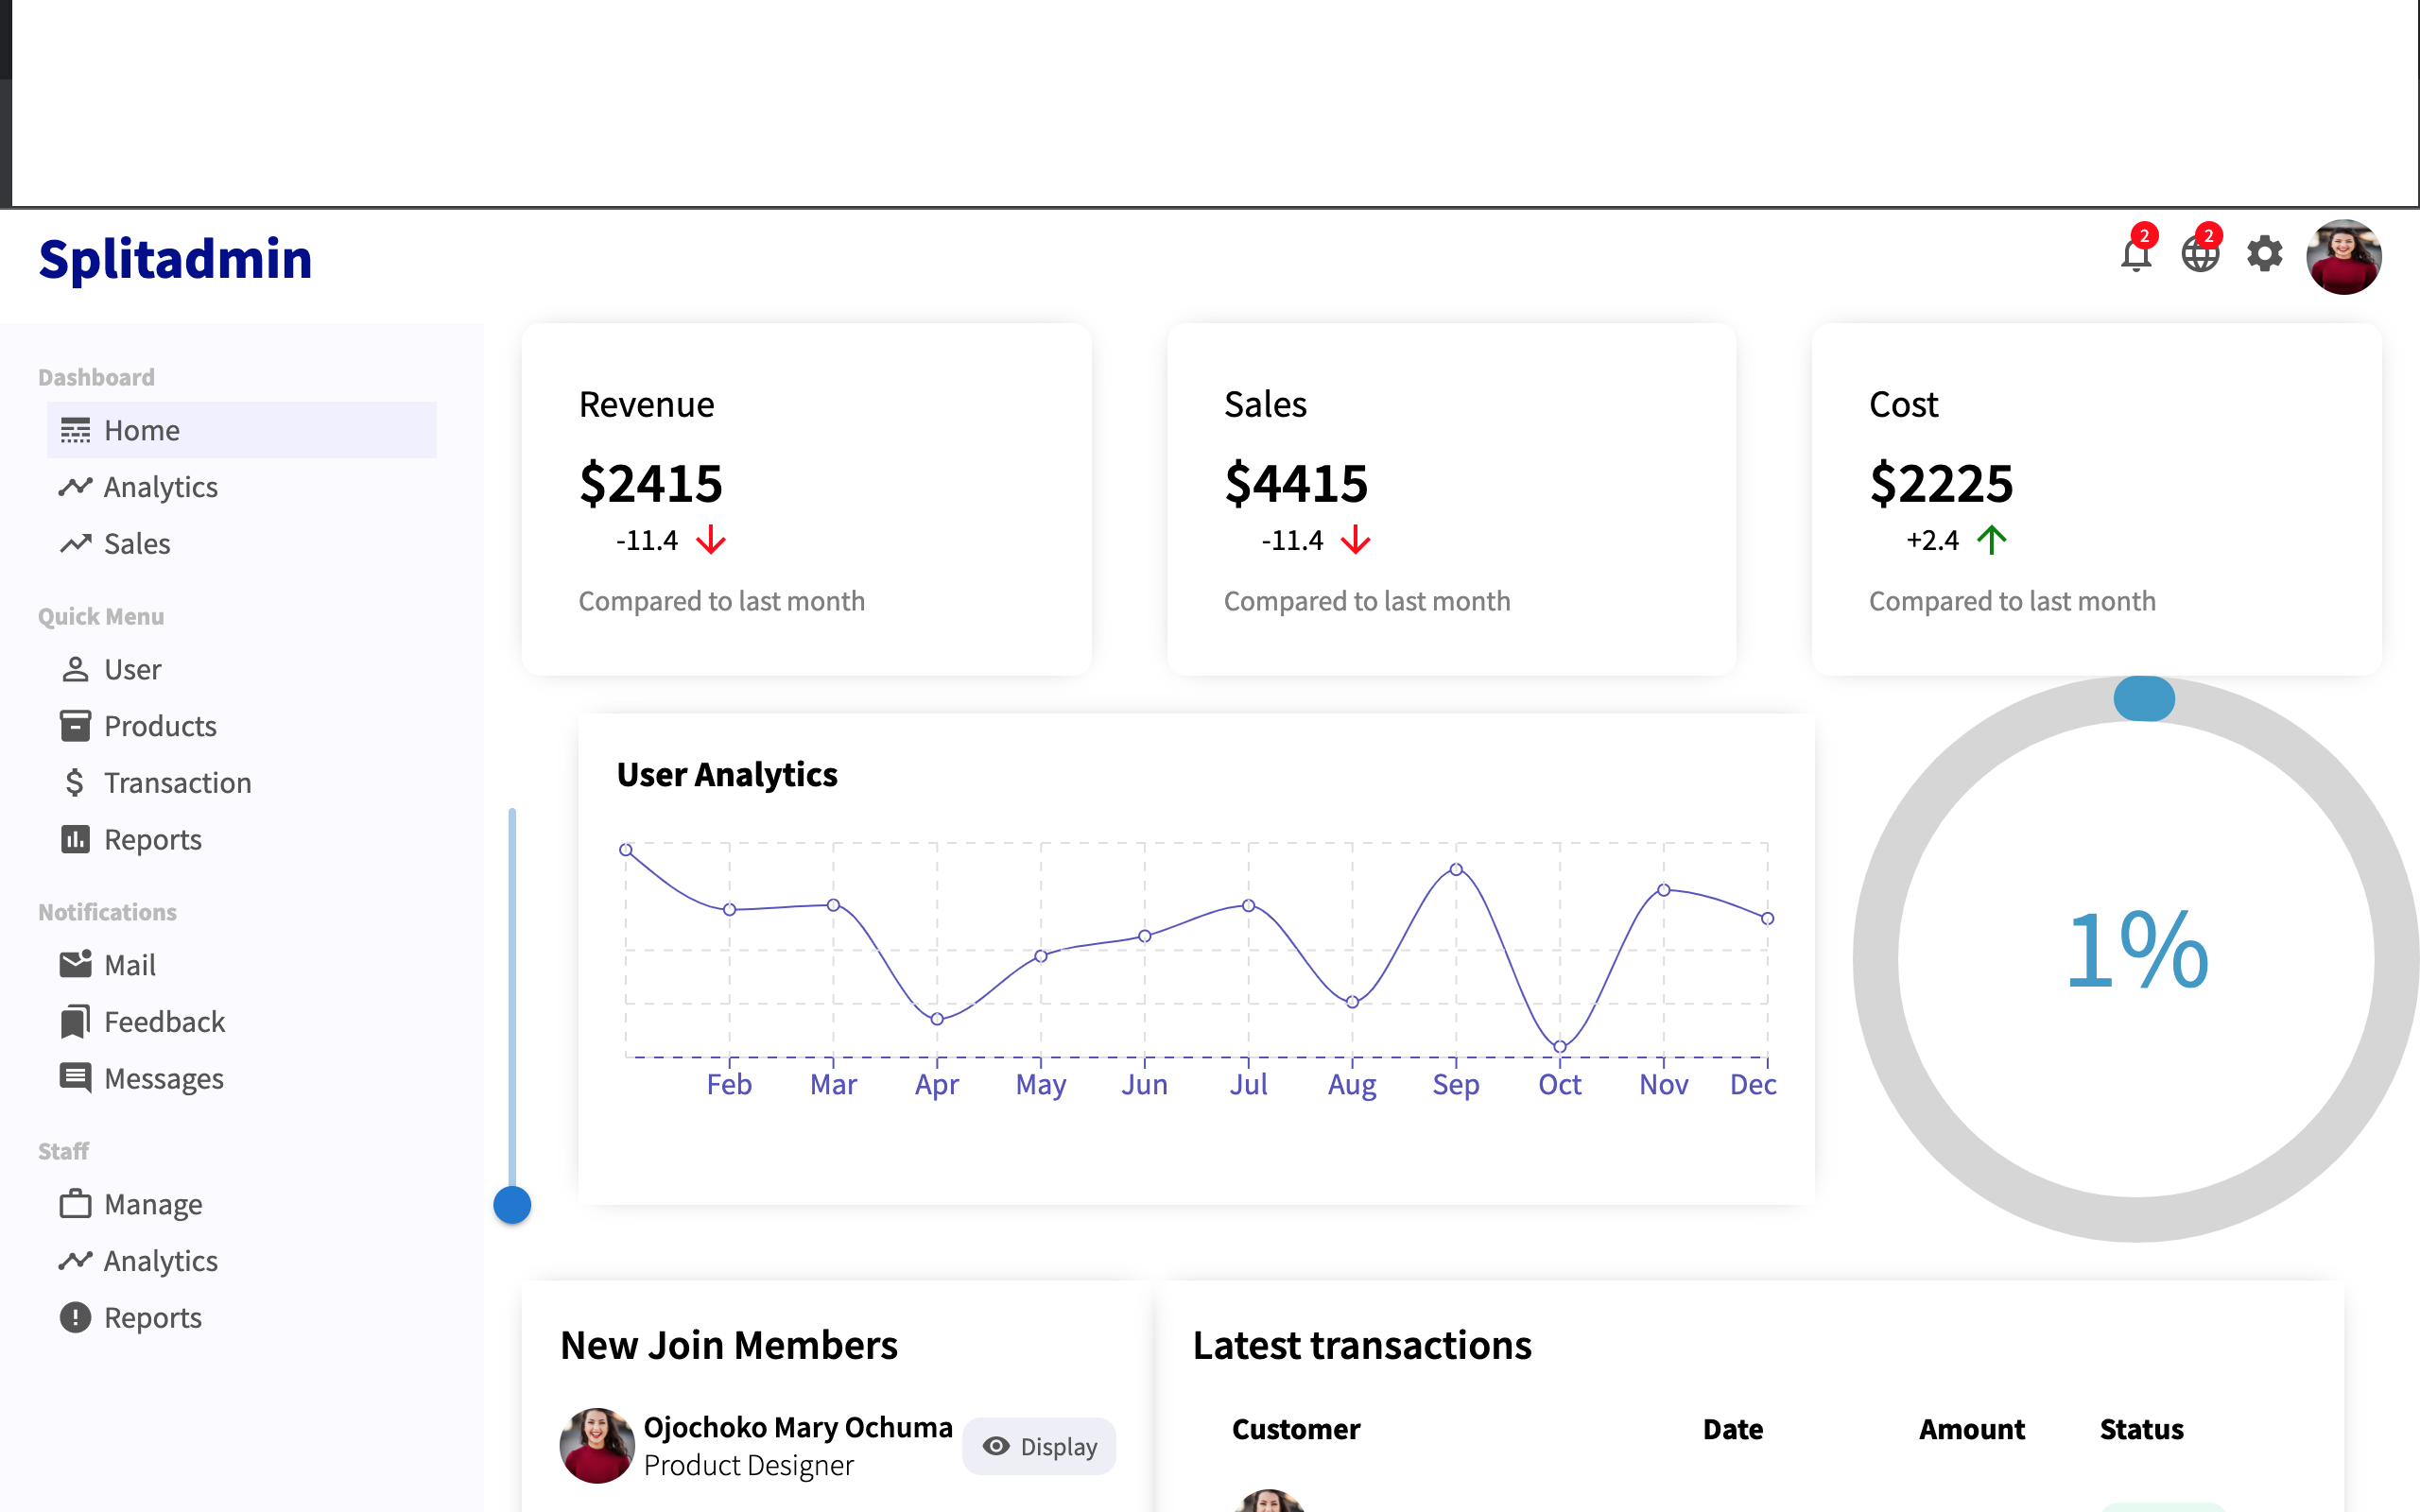 Splitadmin
2
2
Dashboard
Home
Analytics
Sales
Quick Menu
User
Products
Transaction
Reports
Notifications
Mail
Feedback
Messages
Staff
Manage
Analytics
Reports
Revenue
$2415
-11.4
Compared to last month
Sales
$4415
-11.4
Compared to last month
Cost
$2225
+2.4
Compared to last month
User Analytics
Feb Mar Apr May Jun Jul Aug Sep Oct Nov Dec
1%
New Join Members
Ojochoko Mary Ochuma
Product Designer
Display
Latest transactions
Customer Date Amount Status